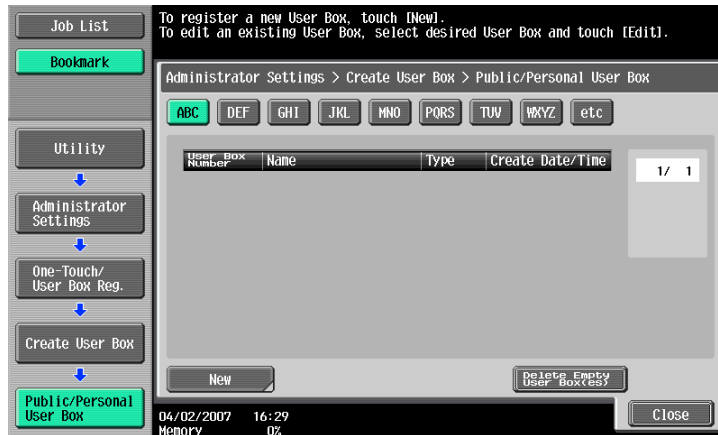 Job List
Bookmark
To register a new User Box, touch [New].
To edit an existing User Box, select desired User Box and touch [Edit].
Administrator Settings > Create User Box > Public/Personal User Box
ABC DEF GHI JKL MNO PQRS TUV WXYZ etc
User Box
Number Name Type Create Date/Time
1/ 1
Utility
Administrator
Settings
One-Touch/
User Box Reg.
Create User Box
Public/Personal
User Box
New
Delete Empty
User Box(es)
04/02/2007 16:29
Memory 0%
Close